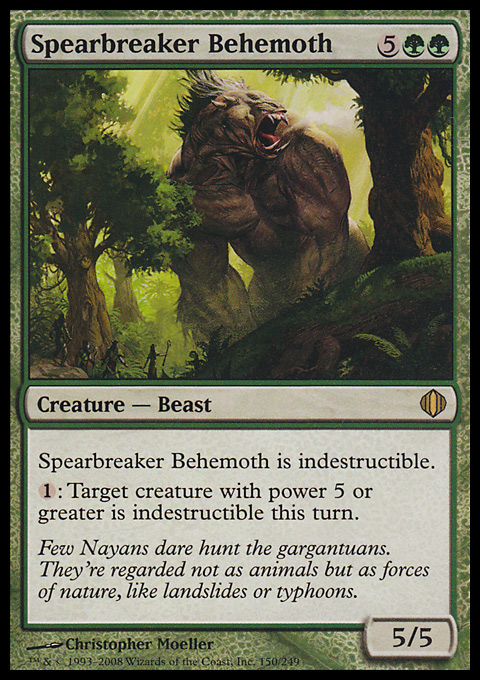 Spearbreaker Behemoth 5
Creature — Beast
Spearbreaker Behemoth is indestructible.
1: Target creature with power 5 or
greater is indestructible this turn.
Few Nayans dare hunt the gargantuans.
They're regarded not as animals but as forces
of nature, like landslides or typhoons.
5/5
Christopher Moeller
™ & © 1993–2008 Wizards of the Coast, Inc. 150/249